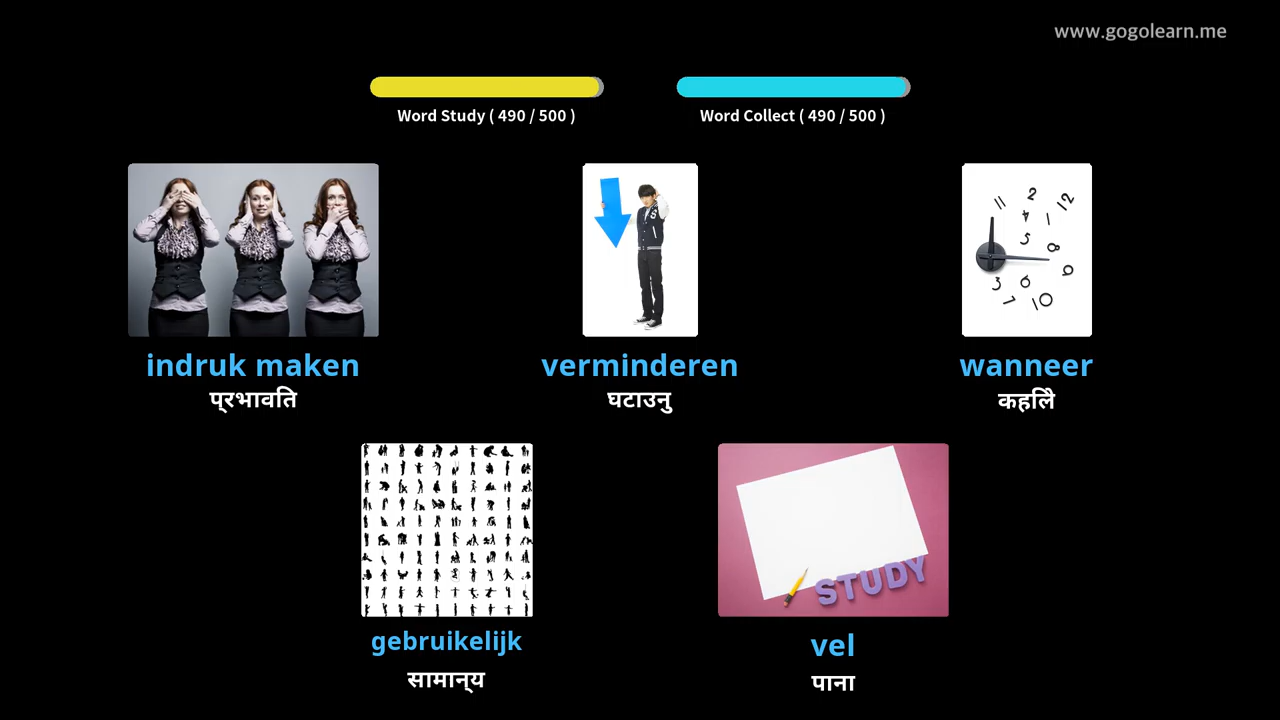 www.gogolearn.me
Word Study ( 490 / 500 )
Word Collect ( 490 / 500 )
indruk maken
प्रभावति
verminderen
घटाउनु
wanneer
कहलिै
gebruikelijk
सामान्य
STUDY
vel
पाना